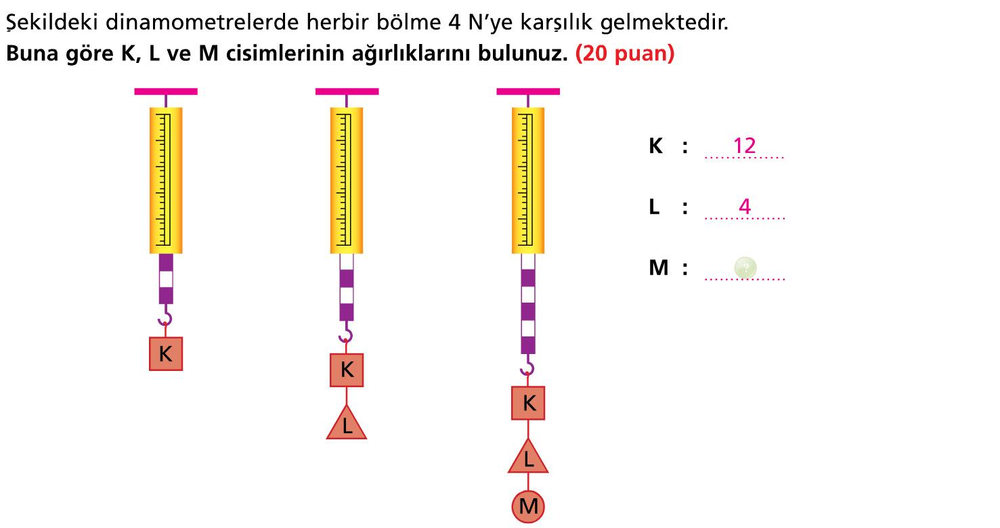 Şekildeki dinamometrelerde herbir bölme 4 N’ye karşılık gelmektedir.
Buna göre K, L ve M cisimlerinin ağırlıklarını bulunuz. (20 puan)
K : 12
L : 4
M : ?
K
K
L
K
L
M